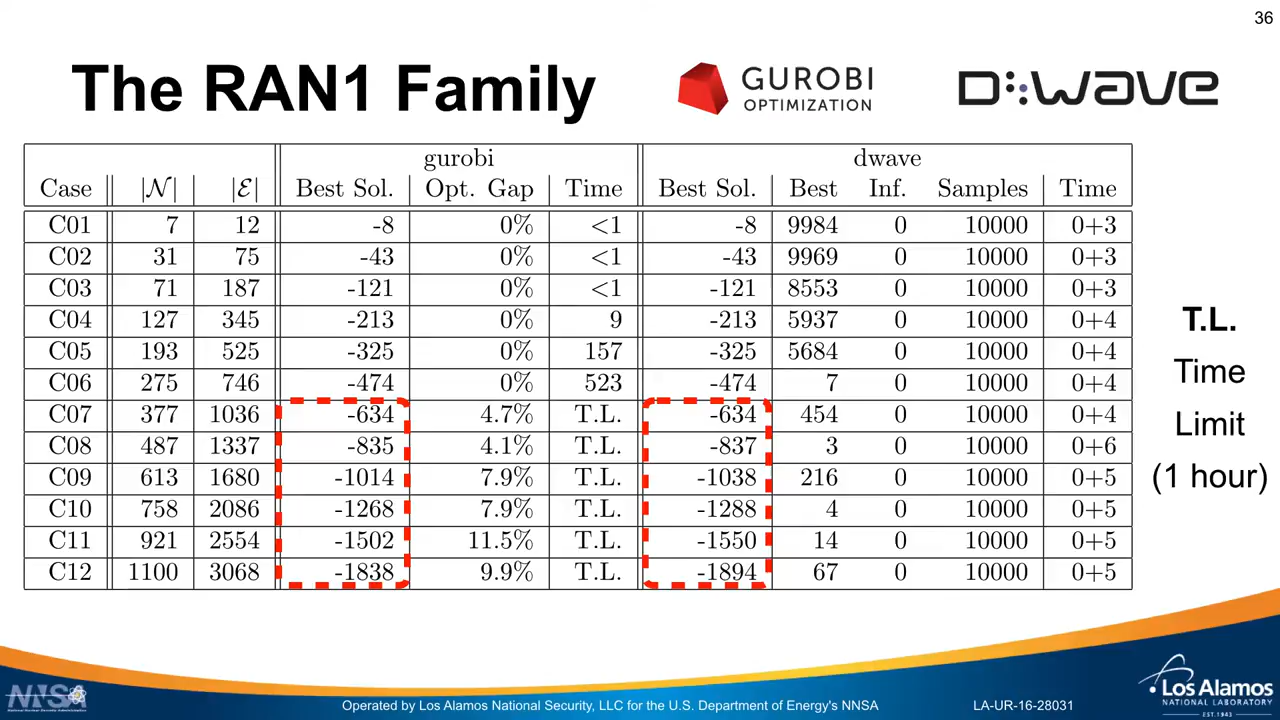 36
The RAN1 Family
GUROBI
OPTIMIZATION
D:Wave
gurobi dwave
Case |N| |E| Best Sol. Opt. Gap Time Best Sol. Best Inf. Samples Time
C01 7 12 -8 0% <1 -8 9984 0 10000 0+3
C02 31 75 -43 0% <1 -43 9969 0 10000 0+3
C03 71 187 -121 0% <1 -121 8553 0 10000 0+3
C04 127 345 -213 0% 9 -213 5937 0 10000 0+4
C05 193 525 -325 0% 157 -325 5684 0 10000 0+4
C06 275 746 -474 0% 523 -474 7 0 10000 0+4
C07 377 1036 -634 4.7% T.L. -634 454 0 10000 0+4
C08 487 1337 -835 4.1% T.L. -837 3 0 10000 0+6
C09 613 1680 -1014 7.9% T.L. -1038 216 0 10000 0+5
C10 758 2086 -1268 7.9% T.L. -1288 4 0 10000 0+5
C11 921 2554 -1502 11.5% T.L. -1550 14 0 10000 0+5
C12 1100 3068 -1838 9.9% T.L. -1894 67 0 10000 0+5
T.L.
Time
Limit
(1 hour)
NNSA
National Nuclear Security Administration
Operated by Los Alamos National Security, LLC for the U.S. Department of Energy's NNSA
LA-UR-16-28031
Los Alamos
NATIONAL LABORATORY
EST.1943